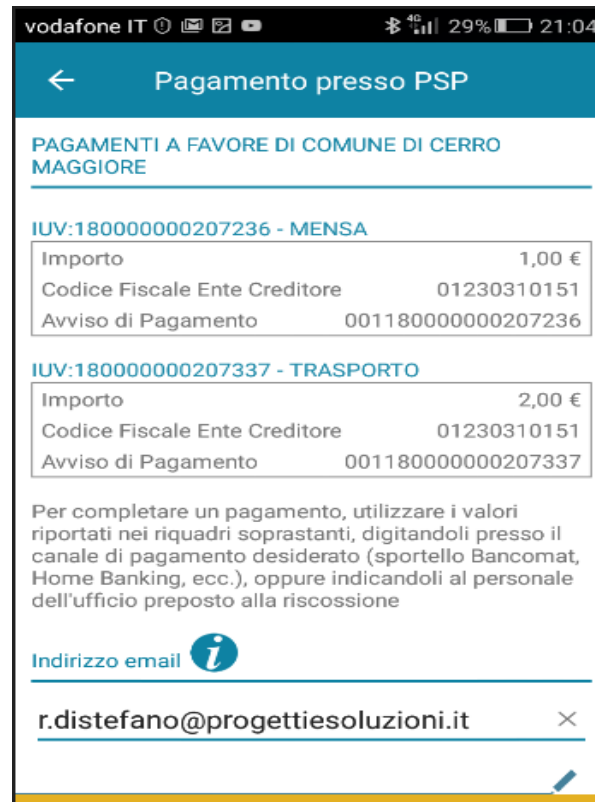 vodafone IT 29% 21:04
4G
Pagamento presso PSP
PAGAMENTI A FAVORE DI COMUNE DI CERRO
MAGGIORE
IUV:180000000207236 - MENSA
Importo 1,00 €
Codice Fiscale Ente Creditore 01230310151
Avviso di Pagamento 001180000000207236
IUV:180000000207337 - TRASPORTO
Importo 2,00 €
Codice Fiscale Ente Creditore 01230310151
Avviso di Pagamento 001180000000207337
Per completare un pagamento, utilizzare i valori
riportati nei riquadri soprastanti, digitandoli presso il
canale di pagamento desiderato (sportello Bancomat,
Home Banking, ecc.), oppure indicandoli al personale
dell'ufficio preposto alla riscossione
Indirizzo email i
r.distefano@progettiesoluzioni.it